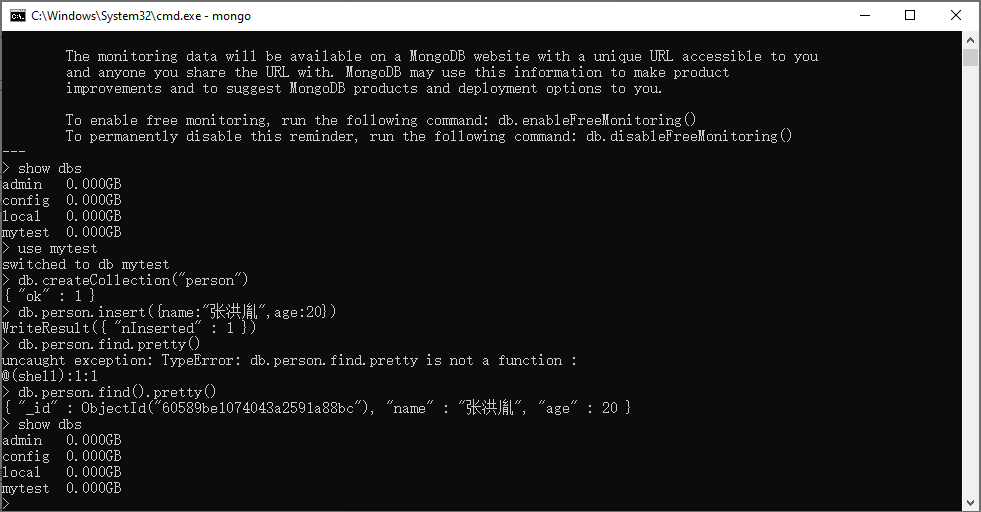 C:\Windows\System32\cmd.exe - mongo
The monitoring data will be available on a MongoDB website with a unique URL accessible to you
and anyone you share the URL with. MongoDB may use this information to make product
improvements and to suggest MongoDB products and deployment options to you.
To enable free monitoring, run the following command: db.enableFreeMonitoring()
To permanently disable this reminder, run the following command: db.disableFreeMonitoring()
---
> show dbs
admin   0.000GB
config  0.000GB
local   0.000GB
mytest  0.000GB
> use mytest
switched to db mytest
> db.createCollection("person")
{ "ok" : 1 }
> db.person.insert({name:"张洪胤",age:20})
WriteResult({ "nInserted" : 1 })
> db.person.find.pretty()
uncaught exception: TypeError: db.person.find.pretty is not a function :
@(shell):1:1
> db.person.find().pretty()
{ "_id" : ObjectId("60589be1074043a2591a88bc"), "name" : "张洪胤", "age" : 20 }
> show dbs
admin   0.000GB
config  0.000GB
local   0.000GB
mytest  0.000GB
>